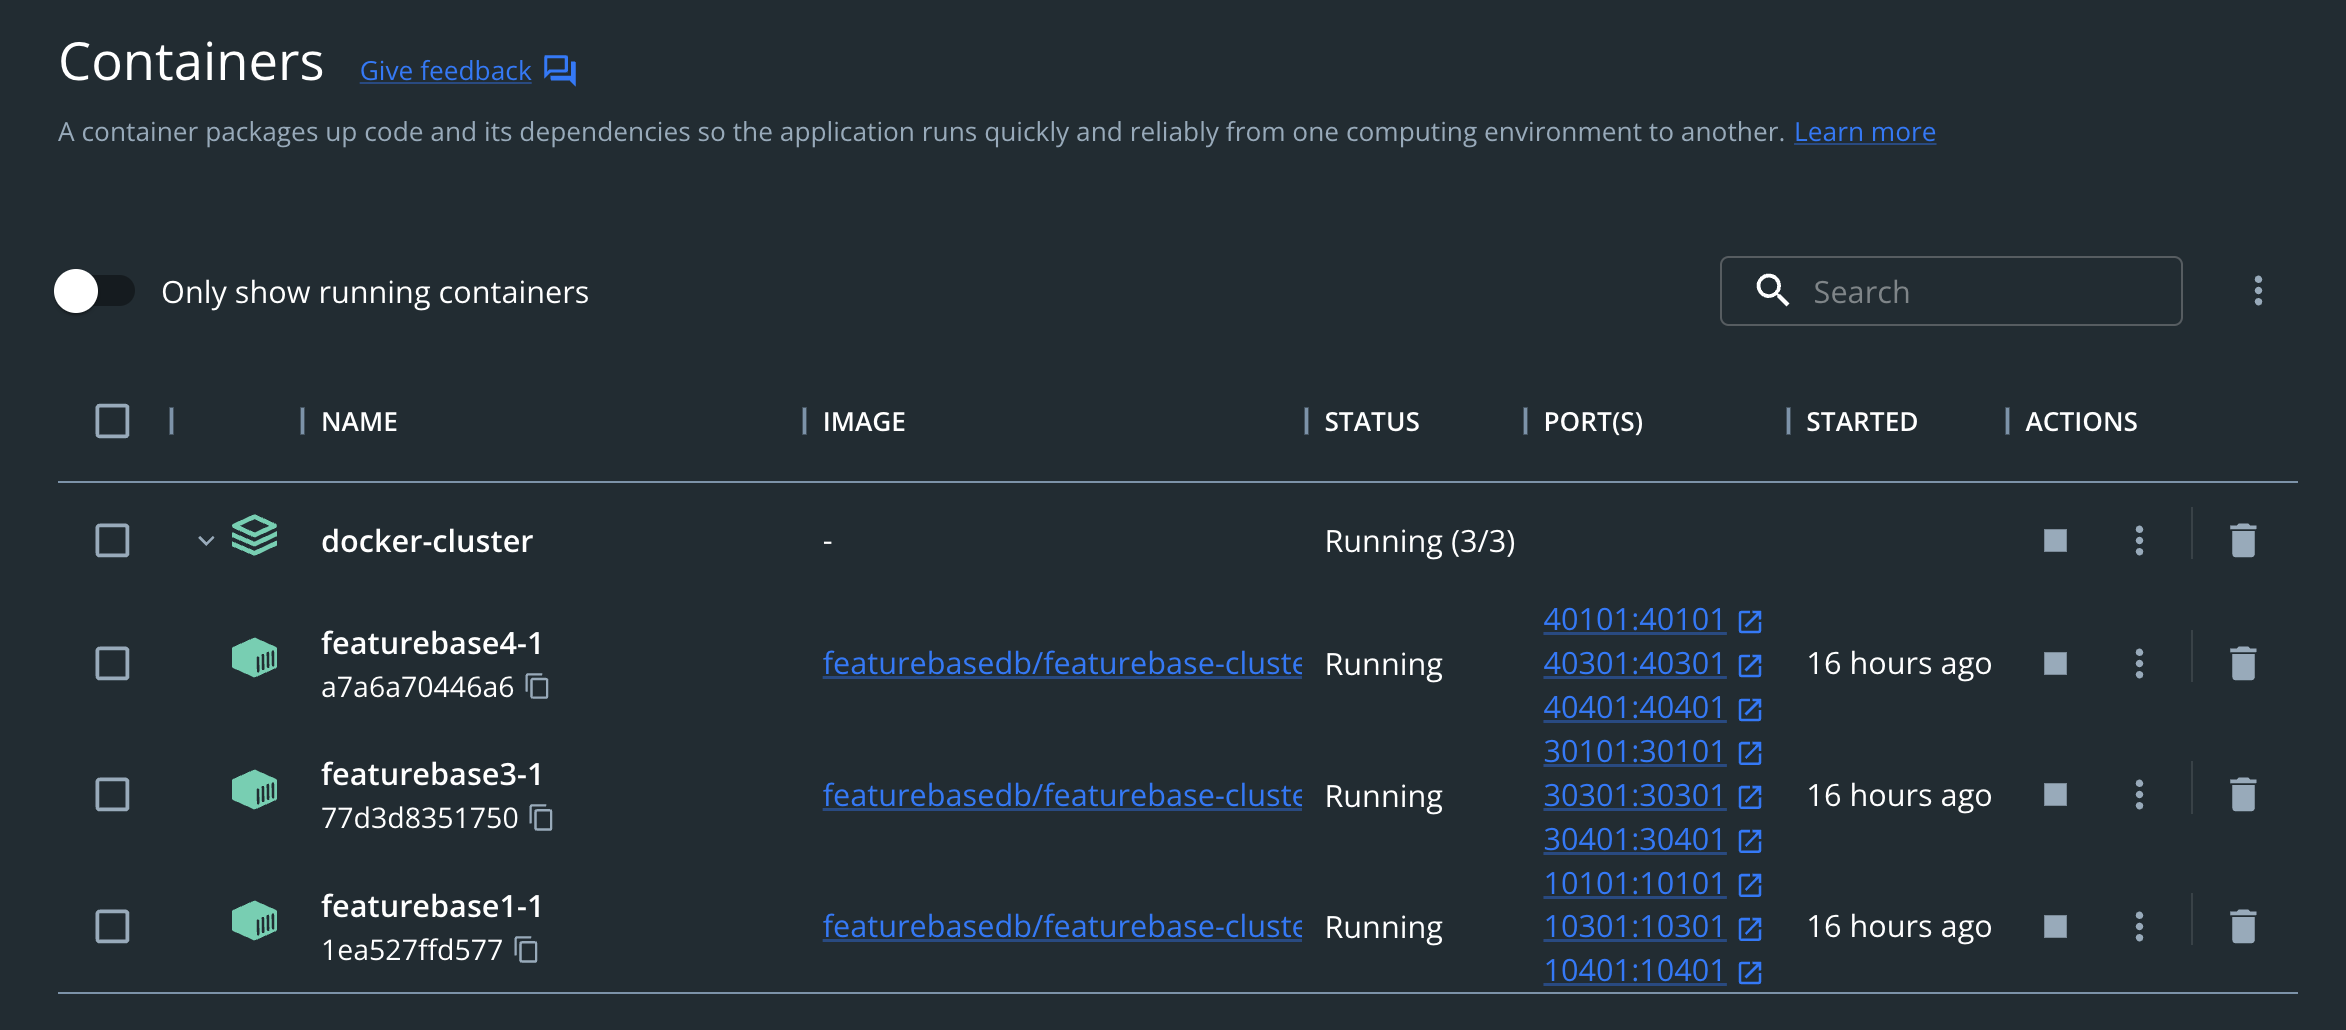 Containers Give feedback
A container packages up code and its dependencies so the application runs quickly and reliably from one computing environment to another. Learn more
Only show running containers
Search
NAME IMAGE STATUS PORT(S) STARTED ACTIONS
docker-cluster - Running (3/3)
featurebase4-1
a7a6a70446a6
featurebasedb/featurebase-cluste Running
40101:40101
40301:40301
40401:40401
16 hours ago
featurebase3-1
77d3d8351750
featurebasedb/featurebase-cluste Running
30101:30101
30301:30301
30401:30401
16 hours ago
featurebase1-1
1ea527ffd577
featurebasedb/featurebase-cluste Running
10101:10101
10301:10301
10401:10401
16 hours ago